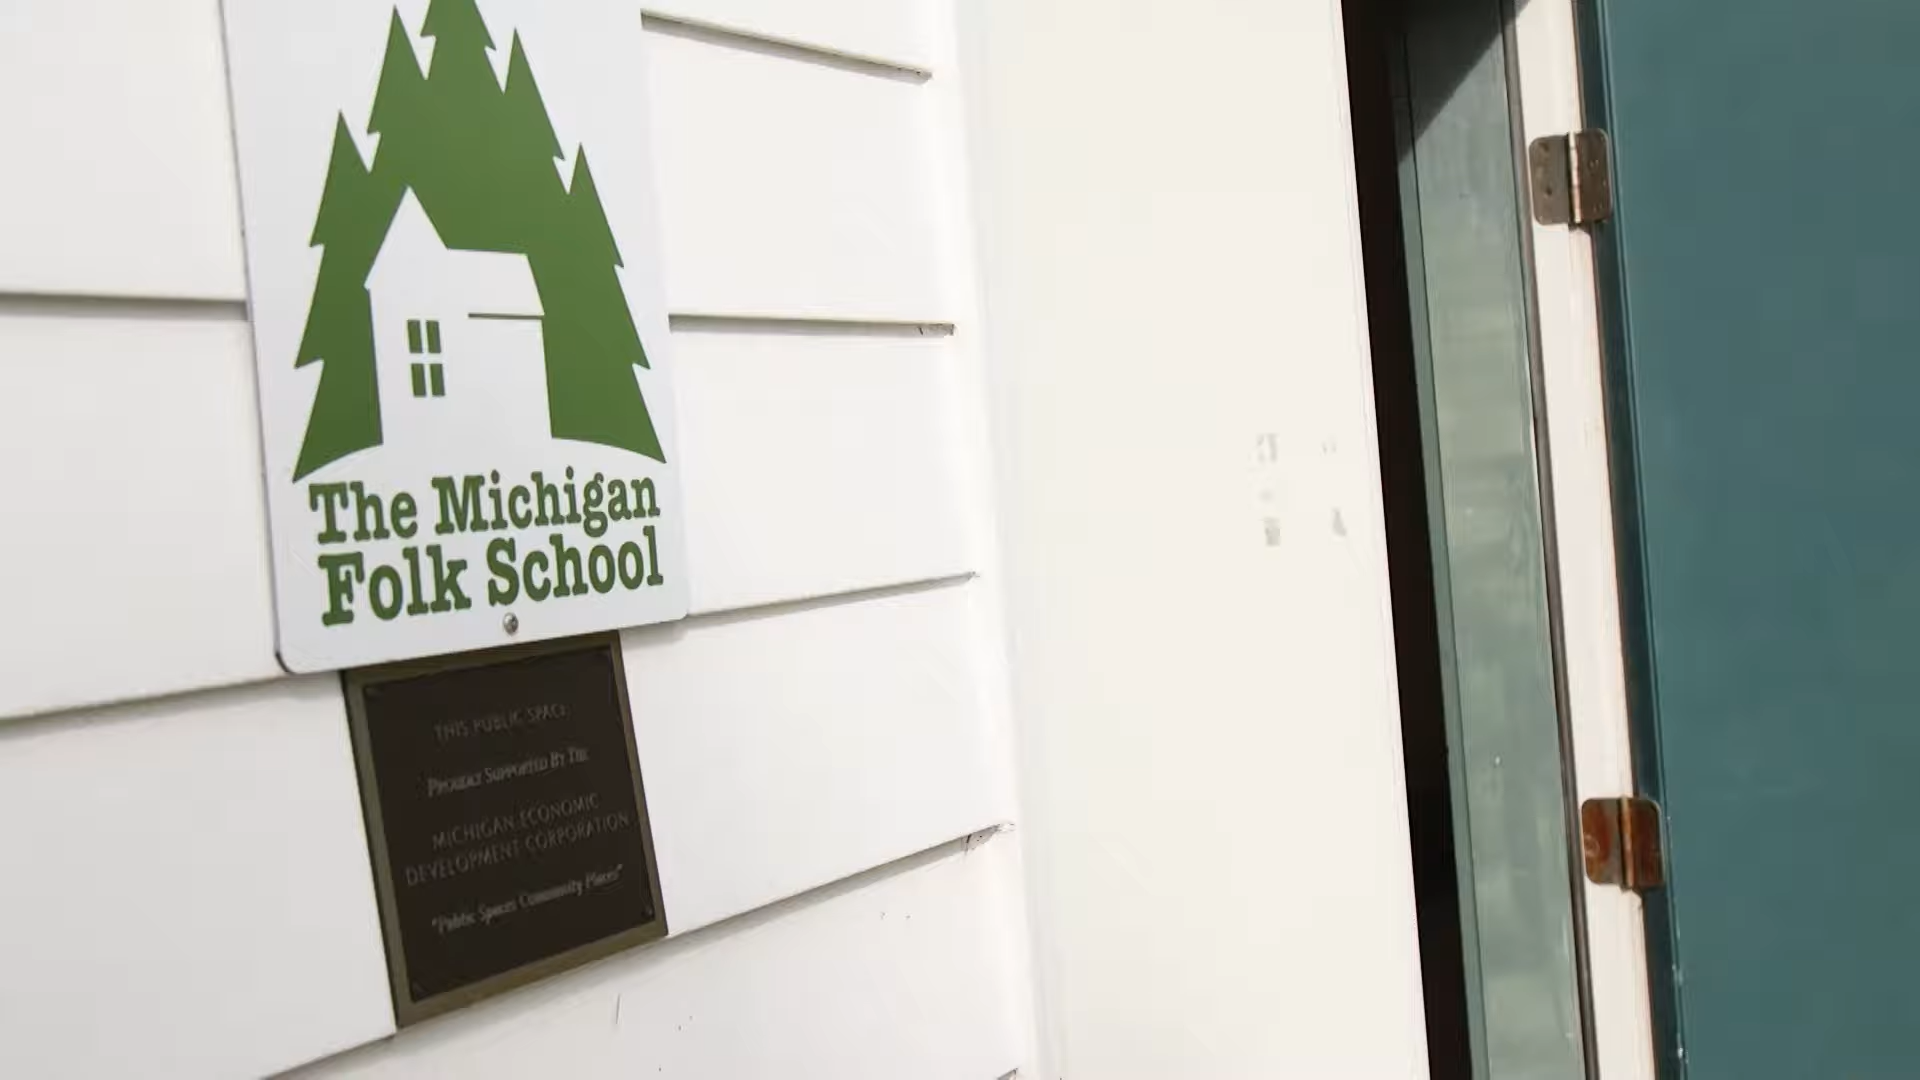 The Michigan
Folk School
THIS PUBLIC SPACE
PROUDLY SUPPORTED BY THE
MICHIGAN ECONOMIC
DEVELOPMENT CORPORATION
"Public Spaces Community Places"